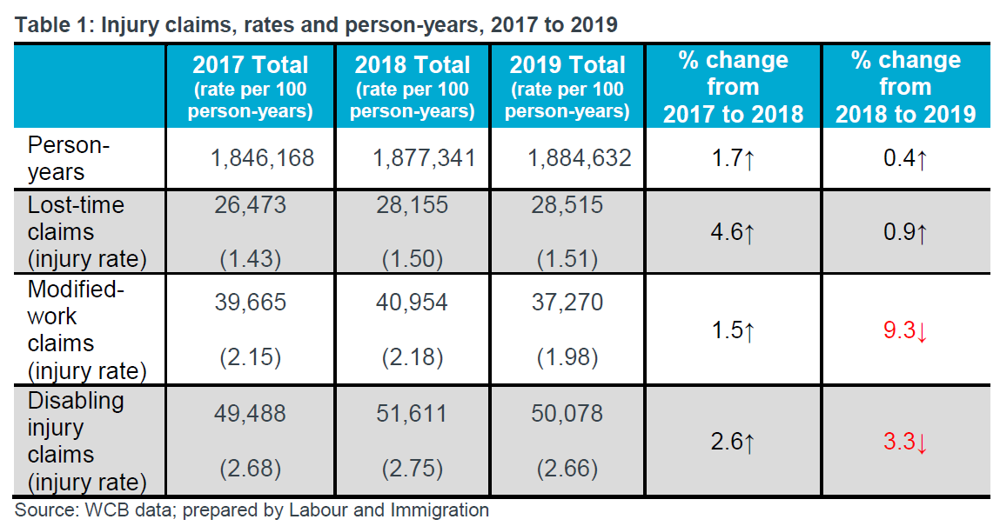 Table 1: Injury claims, rates and person-years, 2017 to 2019
2017 Total
(rate per 100
person-years)
2018 Total
(rate per 100
person-years)
2019 Total
(rate per 100
person-years)
% change
from
2017 to 2018
% change
from
2018 to 2019
Person-
years
1,846,168
1,877,341
1,884,632
1.7↑
0.4↑
Lost-time
claims
(injury rate)
26,473
(1.43)
28,155
(1.50)
28,515
(1.51)
4.6↑
0.9↑
Modified-
work
claims
(injury rate)
39,665
(2.15)
40,954
(2.18)
37,270
(1.98)
1.5↑
9.3↓
Disabling
injury
claims
(injury rate)
49,488
(2.68)
51,611
(2.75)
50,078
(2.66)
2.6↑
3.3↓
Source: WCB data; prepared by Labour and Immigration